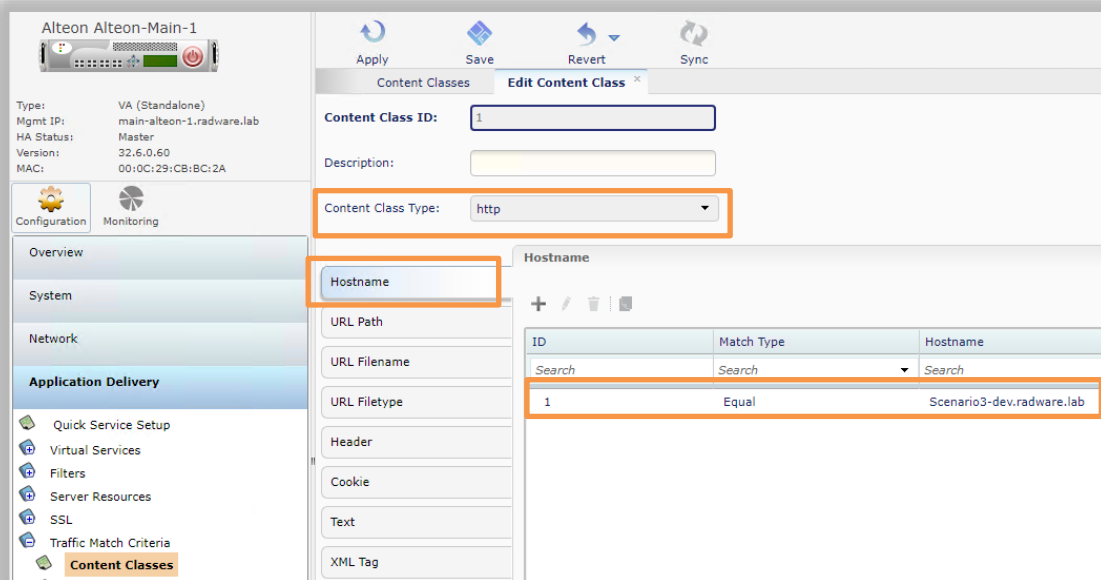 Alteon Alteon-Main-1
Type: VA (Standalone)
Mgmt IP: main-alteon-1.radware.lab
HA Status: Master
Version: 32.6.0.60
MAC: 00:0C:29:CB:BC:2A
Configuration Monitoring
Overview
System
Network
Application Delivery
Quick Service Setup
Virtual Services
Filters
Server Resources
SSL
Traffic Match Criteria
Content Classes
Apply Save Revert Sync
Content Classes Edit Content Class
Content Class ID: 1
Description:
Content Class Type: http
Hostname
URL Path
URL Filename
URL Filetype
Header
Cookie
Text
XML Tag
Hostname
ID Match Type Hostname
Search Search Search
1 Equal Scenario3-dev.radware.lab